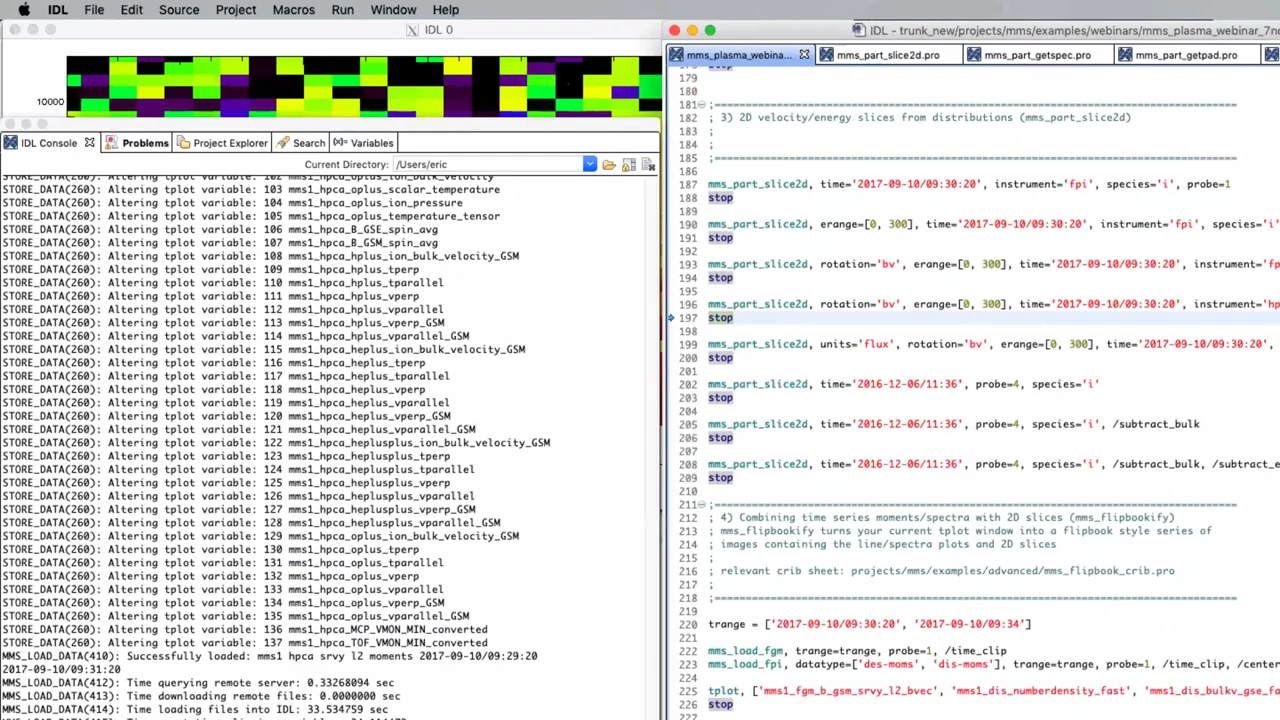 IDL File Edit Source Project Macros Run Window Help
IDL 0
10000
IDL Console Problems Project Explorer Search Variables
Current Directory: /Users/eric
STORE_DATA(260): Altering tplot variable: 102 mms1_hpca_oplus_ion_bulk_velocity
STORE_DATA(260): Altering tplot variable: 103 mms1_hpca_oplus_scalar_temperature
STORE_DATA(260): Altering tplot variable: 104 mms1_hpca_oplus_ion_pressure
STORE_DATA(260): Altering tplot variable: 105 mms1_hpca_oplus_temperature_tensor
STORE_DATA(260): Altering tplot variable: 106 mms1_hpca_B_GSE_spin_avg
STORE_DATA(260): Altering tplot variable: 107 mms1_hpca_B_GSM_spin_avg
STORE_DATA(260): Altering tplot variable: 108 mms1_hpca_hplus_ion_bulk_velocity_GSM
STORE_DATA(260): Altering tplot variable: 109 mms1_hpca_hplus_tperp
STORE_DATA(260): Altering tplot variable: 110 mms1_hpca_hplus_tparallel
STORE_DATA(260): Altering tplot variable: 111 mms1_hpca_hplus_vperp
STORE_DATA(260): Altering tplot variable: 112 mms1_hpca_hplus_vparallel
STORE_DATA(260): Altering tplot variable: 113 mms1_hpca_hplus_vperp_GSM
STORE_DATA(260): Altering tplot variable: 114 mms1_hpca_hplus_vparallel_GSM
STORE_DATA(260): Altering tplot variable: 115 mms1_hpca_heplus_ion_bulk_velocity_GSM
STORE_DATA(260): Altering tplot variable: 116 mms1_hpca_heplus_tperp
STORE_DATA(260): Altering tplot variable: 117 mms1_hpca_heplus_tparallel
STORE_DATA(260): Altering tplot variable: 118 mms1_hpca_heplus_vperp
STORE_DATA(260): Altering tplot variable: 119 mms1_hpca_heplus_vparallel
STORE_DATA(260): Altering tplot variable: 120 mms1_hpca_heplus_vperp_GSM
STORE_DATA(260): Altering tplot variable: 121 mms1_hpca_heplus_vparallel_GSM
STORE_DATA(260): Altering tplot variable: 122 mms1_hpca_heplusplus_ion_bulk_velocity_GSM
STORE_DATA(260): Altering tplot variable: 123 mms1_hpca_heplusplus_tperp
STORE_DATA(260): Altering tplot variable: 124 mms1_hpca_heplusplus_tparallel
STORE_DATA(260): Altering tplot variable: 125 mms1_hpca_heplusplus_vperp
STORE_DATA(260): Altering tplot variable: 126 mms1_hpca_heplusplus_vparallel
STORE_DATA(260): Altering tplot variable: 127 mms1_hpca_heplusplus_vperp_GSM
STORE_DATA(260): Altering tplot variable: 128 mms1_hpca_heplusplus_vparallel_GSM
STORE_DATA(260): Altering tplot variable: 129 mms1_hpca_oplus_ion_bulk_velocity_GSM
STORE_DATA(260): Altering tplot variable: 130 mms1_hpca_oplus_tperp
STORE_DATA(260): Altering tplot variable: 131 mms1_hpca_oplus_tparallel
STORE_DATA(260): Altering tplot variable: 132 mms1_hpca_oplus_vperp
STORE_DATA(260): Altering tplot variable: 133 mms1_hpca_oplus_vparallel
STORE_DATA(260): Altering tplot variable: 134 mms1_hpca_oplus_vperp_GSM
STORE_DATA(260): Altering tplot variable: 135 mms1_hpca_oplus_vparallel_GSM
STORE_DATA(260): Altering tplot variable: 136 mms1_hpca_MCP_VMON_MIN_converted
STORE_DATA(260): Altering tplot variable: 137 mms1_hpca_TOF_VMON_MIN_converted
MMS_LOAD_DATA(410): Successfully loaded: mms1 hpca srvy l2 moments 2017-09-10/09:29:20
2017-09-10/09:31:20
MMS_LOAD_DATA(412): Time querying remote server: 0.33268094 sec
MMS_LOAD_DATA(413): Time downloading remote files: 0.0000000 sec
MMS_LOAD_DATA(414): Time loading files into IDL: 33.534759 sec
IDL - trunk_new/projects/mms/examples/webinars/mms_plasma_webinar_7n
mms_plasma_webina... mms_part_slice2d.pro mms_part_getspec.pro mms_part_getpad.pro
178 stop
179
180
181 ;==============================================================================
182 ; 3) 2D velocity/energy slices from distributions (mms_part_slice2d)
183 ;
184 ;
185 ;==============================================================================
186
187 mms_part_slice2d, time='2017-09-10/09:30:20', instrument='fpi', species='i', probe=1
188 stop
189
190 mms_part_slice2d, erange=[0, 300], time='2017-09-10/09:30:20', instrument='fpi', species='i'
191 stop
192
193 mms_part_slice2d, rotation='bv', erange=[0, 300], time='2017-09-10/09:30:20', instrument='fp
194 stop
195
196 mms_part_slice2d, rotation='bv', erange=[0, 300], time='2017-09-10/09:30:20', instrument='hp
197 stop
198
199 mms_part_slice2d, units='flux', rotation='bv', erange=[0, 300], time='2017-09-10/09:30:20',
200 stop
201
202 mms_part_slice2d, time='2016-12-06/11:36', probe=4, species='i'
203 stop
204
205 mms_part_slice2d, time='2016-12-06/11:36', probe=4, species='i', /subtract_bulk
206 stop
207
208 mms_part_slice2d, time='2016-12-06/11:36', probe=4, species='i', /subtract_bulk, /subtract_e
209 stop
210
211 ;==============================================================================
212 ; 4) Combining time series moments/spectra with 2D slices (mms_flipbookify)
213 ; mms_flipbookify turns your current tplot window into a flipbook style series of
214 ; images containing the line/spectra plots and 2D slices
215 ;
216 ; relevant crib sheet: projects/mms/examples/advanced/mms_flipbook_crib.pro
217 ;
218 ;==============================================================================
219
220 trange = ['2017-09-10/09:30:20', '2017-09-10/09:34']
221
222 mms_load_fgm, trange=trange, probe=1, /time_clip
223 mms_load_fpi, datatype=['des-moms', 'dis-moms'], trange=trange, probe=1, /time_clip, /center
224
225 tplot, ['mms1_fgm_b_gsm_srvy_l2_bvec', 'mms1_dis_numberdensity_fast', 'mms1_dis_bulkv_gse_fa
226 stop
227